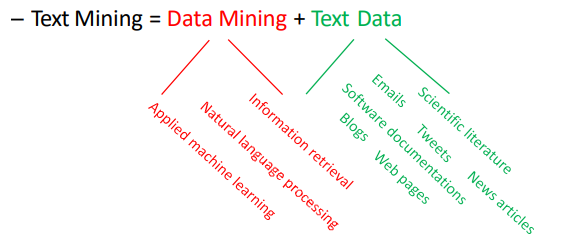 – Text Mining = Data Mining + Text Data
Applied machine learning
Natural language processing
Information retrieval
Blogs
Software documentations
Emails
Web pages
Tweets
Scientific literature
News articles